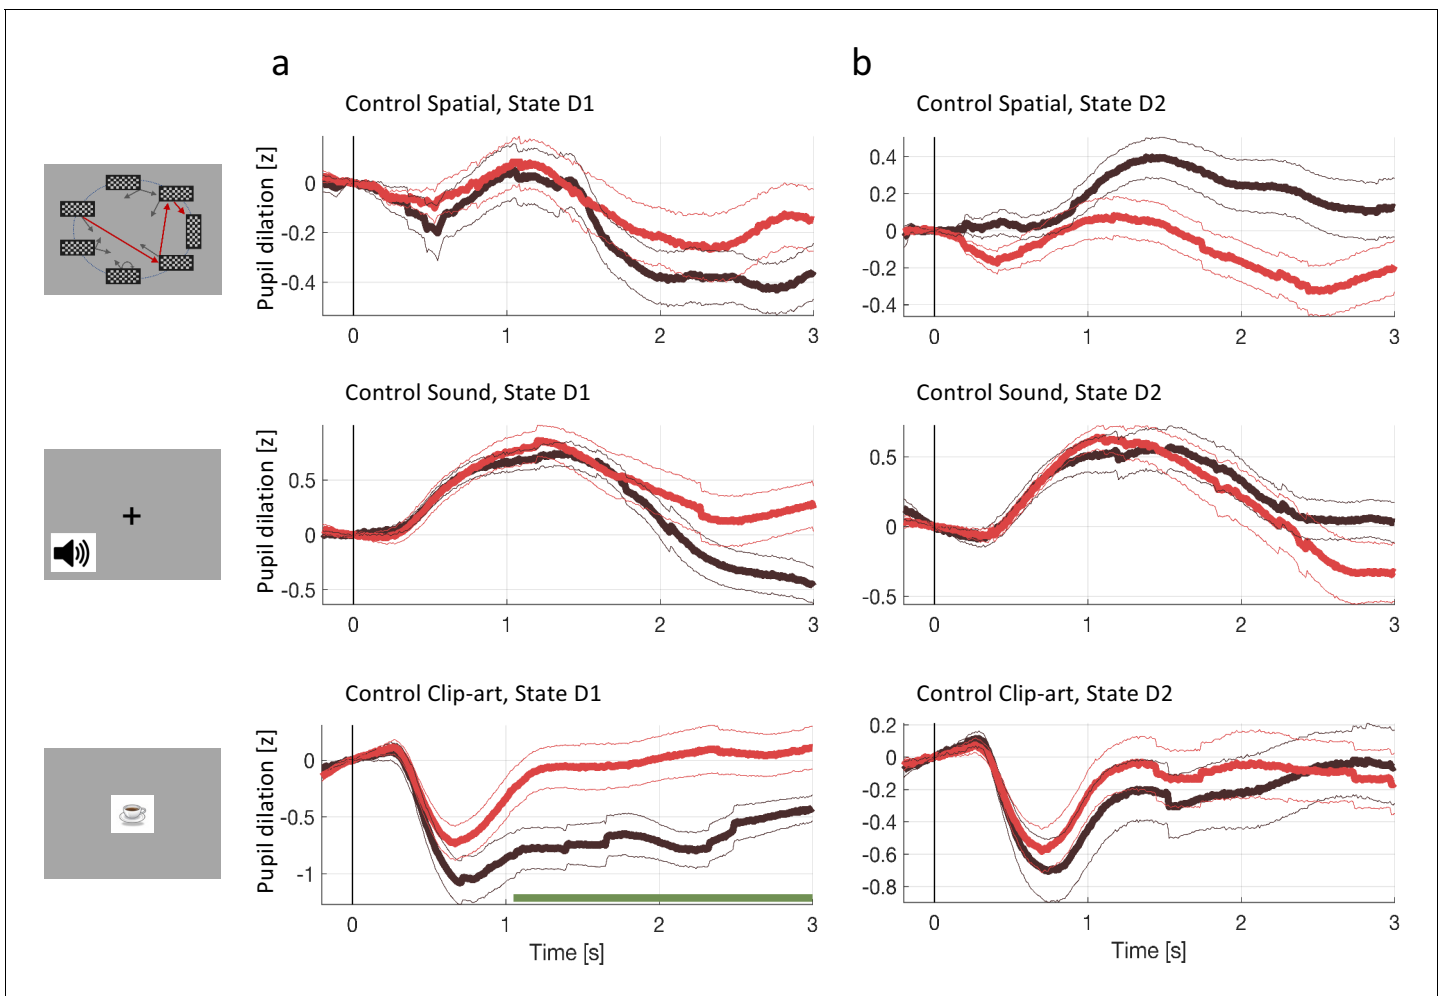 a
b
Control Spatial, State D1
Control Spatial, State D2
Pupil dilation [z]
0
-0.2
-0.4
0 1 2 3
0.4
0.2
0
-0.2
-0.4
0 1 2 3
Control Sound, State D1
Control Sound, State D2
Pupil dilation [z]
0.5
0
-0.5
0 1 2 3
0.5
0
-0.5
0 1 2 3
Control Clip-art, State D1
Control Clip-art, State D2
Pupil dilation [z]
0
-0.5
-1
0 1 2 3
Time [s]
0.2
0
-0.2
-0.4
-0.6
-0.8
0 1 2 3
Time [s]